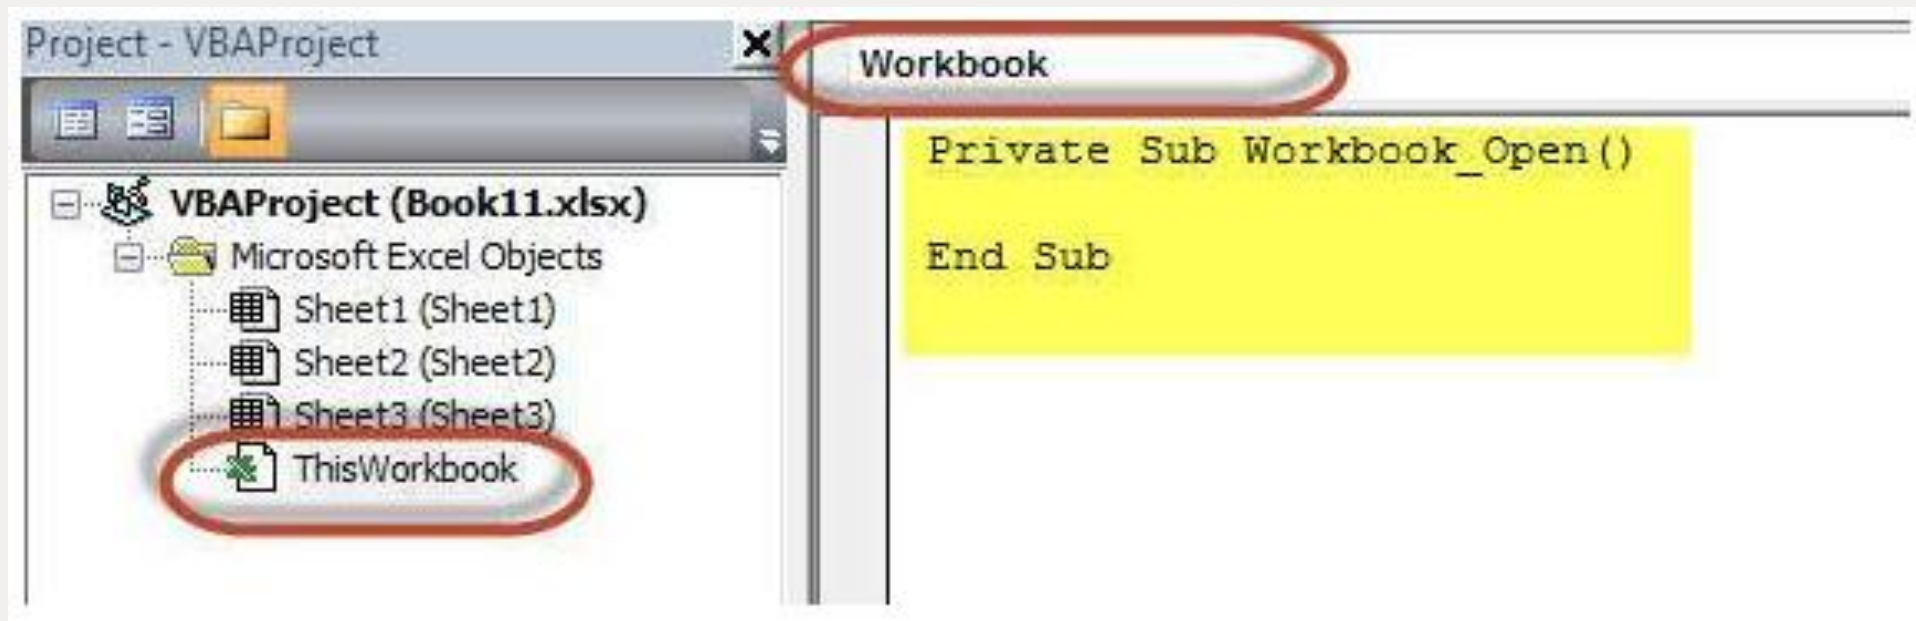 Project - VBAProject
VBAProject (Book11.xlsx)
Microsoft Excel Objects
Sheet1 (Sheet1)
Sheet2 (Sheet2)
Sheet3 (Sheet3)
ThisWorkbook
Workbook
Private Sub Workbook_Open()
End Sub